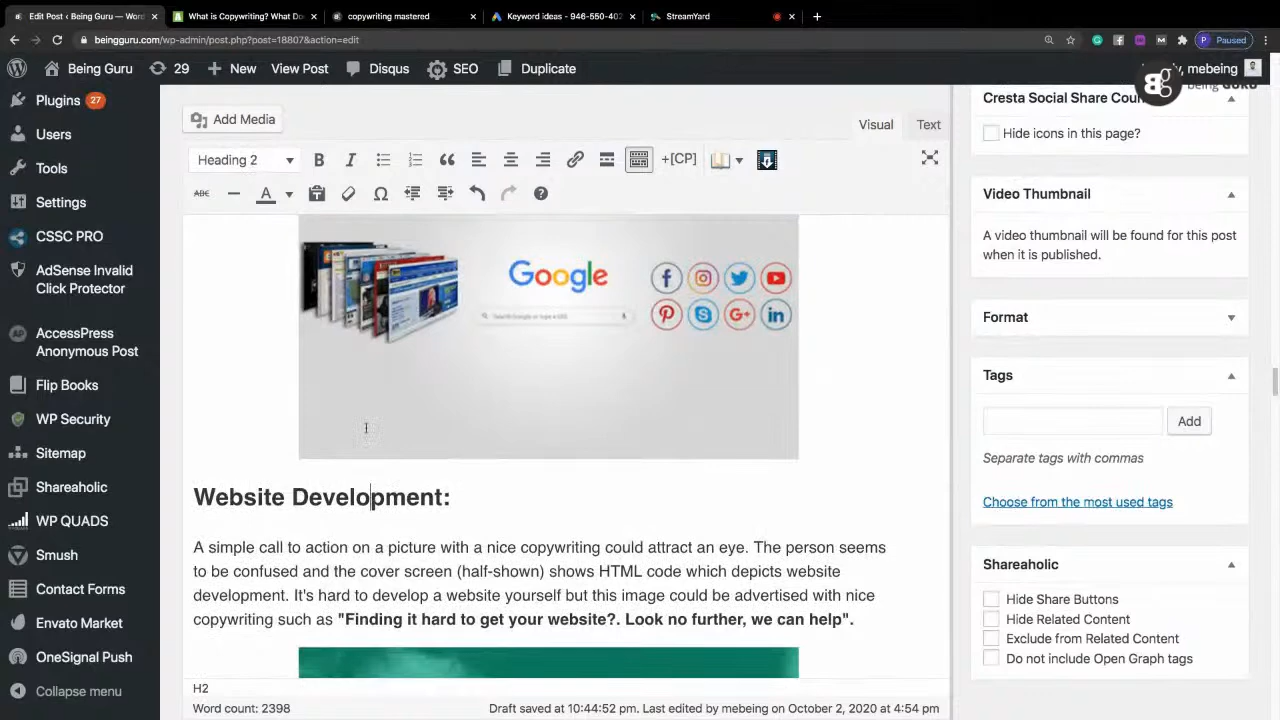 Edit Post ‹ Being Guru — Wor
What is Copywriting? What Do
copywriting mastered
Keyword ideas - 946-550-402
StreamYard
beingguru.com/wp-admin/post.php?post=18807&action=edit
P
Paused
Being Guru
29
New
View Post
Disqus
SEO
Duplicate
mebeing
Plugins 27
Users
Tools
Settings
CSSC PRO
AdSense Invalid
Click Protector
AccessPress
Anonymous Post
Flip Books
WP Security
Sitemap
Shareaholic
WP QUADS
Smush
Contact Forms
Envato Market
OneSignal Push
Collapse menu
Add Media
Visual
Text
Heading 2
B
I
+[CP]
ABC
A
Google
Website Development:
A simple call to action on a picture with a nice copywriting could attract an eye. The person seems
to be confused and the cover screen (half-shown) shows HTML code which depicts website
development. It's hard to develop a website yourself but this image could be advertised with nice
copywriting such as "Finding it hard to get your website?. Look no further, we can help".
H2
Word count: 2398
Draft saved at 10:44:52 pm. Last edited by mebeing on October 2, 2020 at 4:54 pm
being GURU
Cresta Social Share Coun
Hide icons in this page?
Video Thumbnail
A video thumbnail will be found for this post
when it is published.
Format
Tags
Add
Separate tags with commas
Choose from the most used tags
Shareaholic
Hide Share Buttons
Hide Related Content
Exclude from Related Content
Do not include Open Graph tags